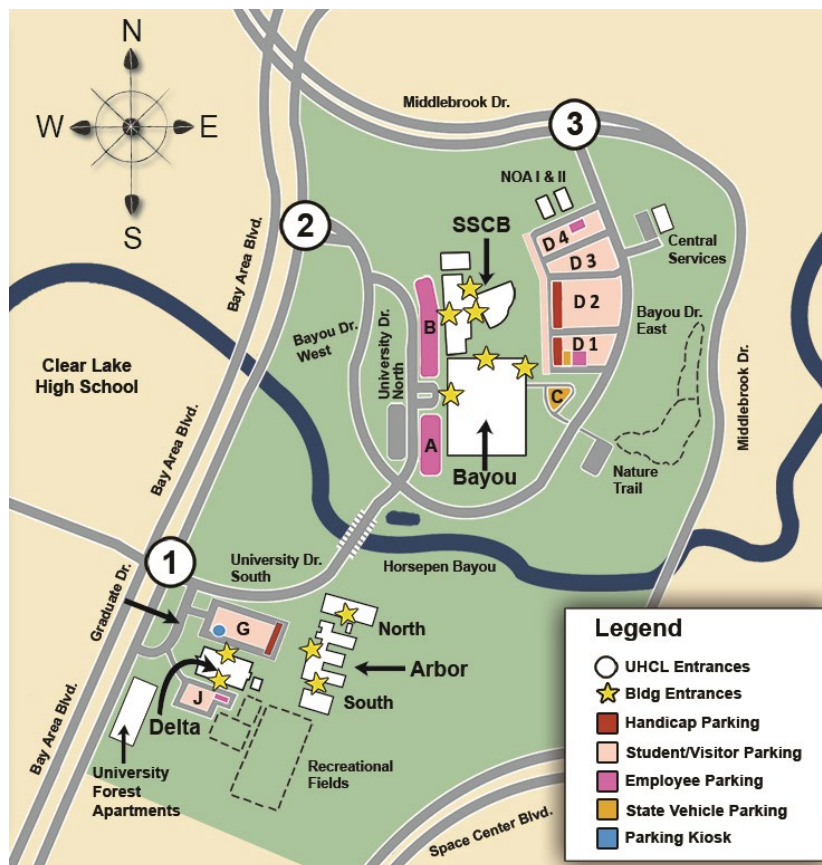 N
W
E
S
Middlebrook Dr.
3
NOA I & II
2
SSCB
D 4
Central
Services
D 3
Bay Area Blvd.
Bay Area Blvd.
D 2
B
Bayou Dr.
West
University Dr.
North
Bayou Dr.
East
D 1
Clear Lake
High School
C
Middlebrook Dr.
A
Bayou
Nature
Trail
Bay Area Blvd.
1
University Dr.
South
Horsepen Bayou
Graduate Dr.
G
North
Arbor
J
South
Delta
Bay Area Blvd.
University
Forest
Apartments
Recreational
Fields
Space Center Blvd.
Legend
UHCL Entrances
Bldg Entrances
Handicap Parking
Student/Visitor Parking
Employee Parking
State Vehicle Parking
Parking Kiosk